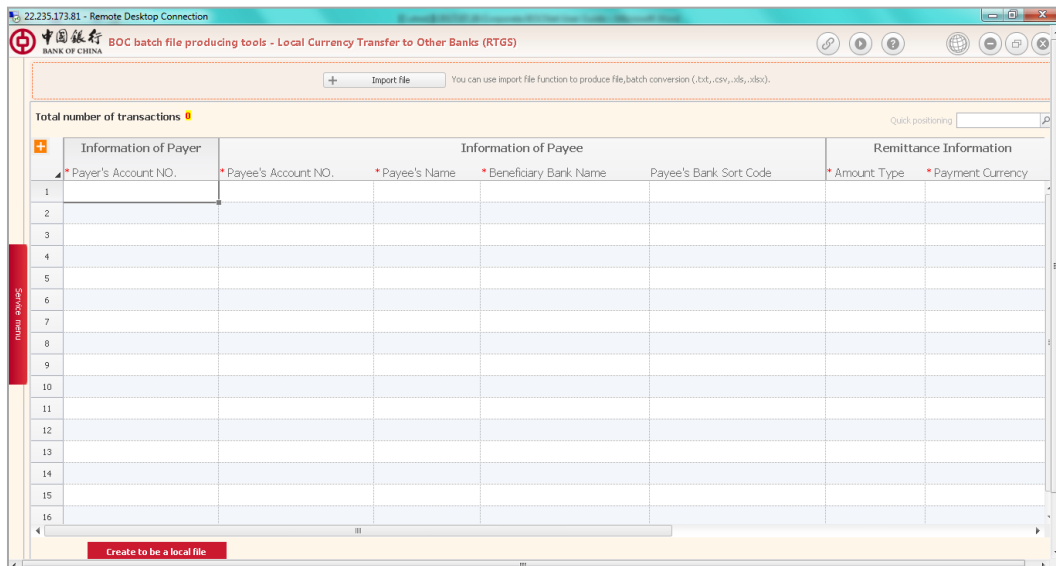 22.235.173.81 - Remote Desktop Connection
中国銀行 BANK OF CHINA BOC batch file producing tools - Local Currency Transfer to Other Banks (RTGS)
Import file You can use import file function to produce file,batch conversion (.txt,.csv,.xls,.xlsx).
Total number of transactions 0 Quick positioning
Information of Payer Information of Payee Remittance Information
* Payer's Account NO. * Payee's Account NO. * Payee's Name * Beneficiary Bank Name Payee's Bank Sort Code * Amount Type * Payment Currency
1
2
3
4
5
Service menu
6
7
8
9
10
11
12
13
14
15
16
Create to be a local file